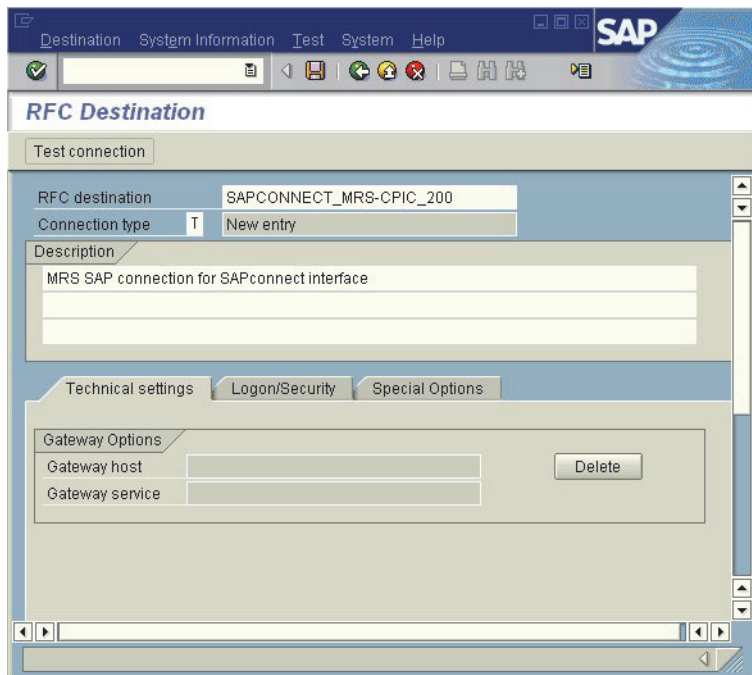 Destination System Information Test System Help
SAP
RFC Destination
Test connection
RFC destination SAPCONNECT_MRS-CPIC_200
Connection type T New entry
Description
MRS SAP connection for SAPconnect interface
Technical settings Logon/Security Special Options
Gateway Options
Gateway host Delete
Gateway service